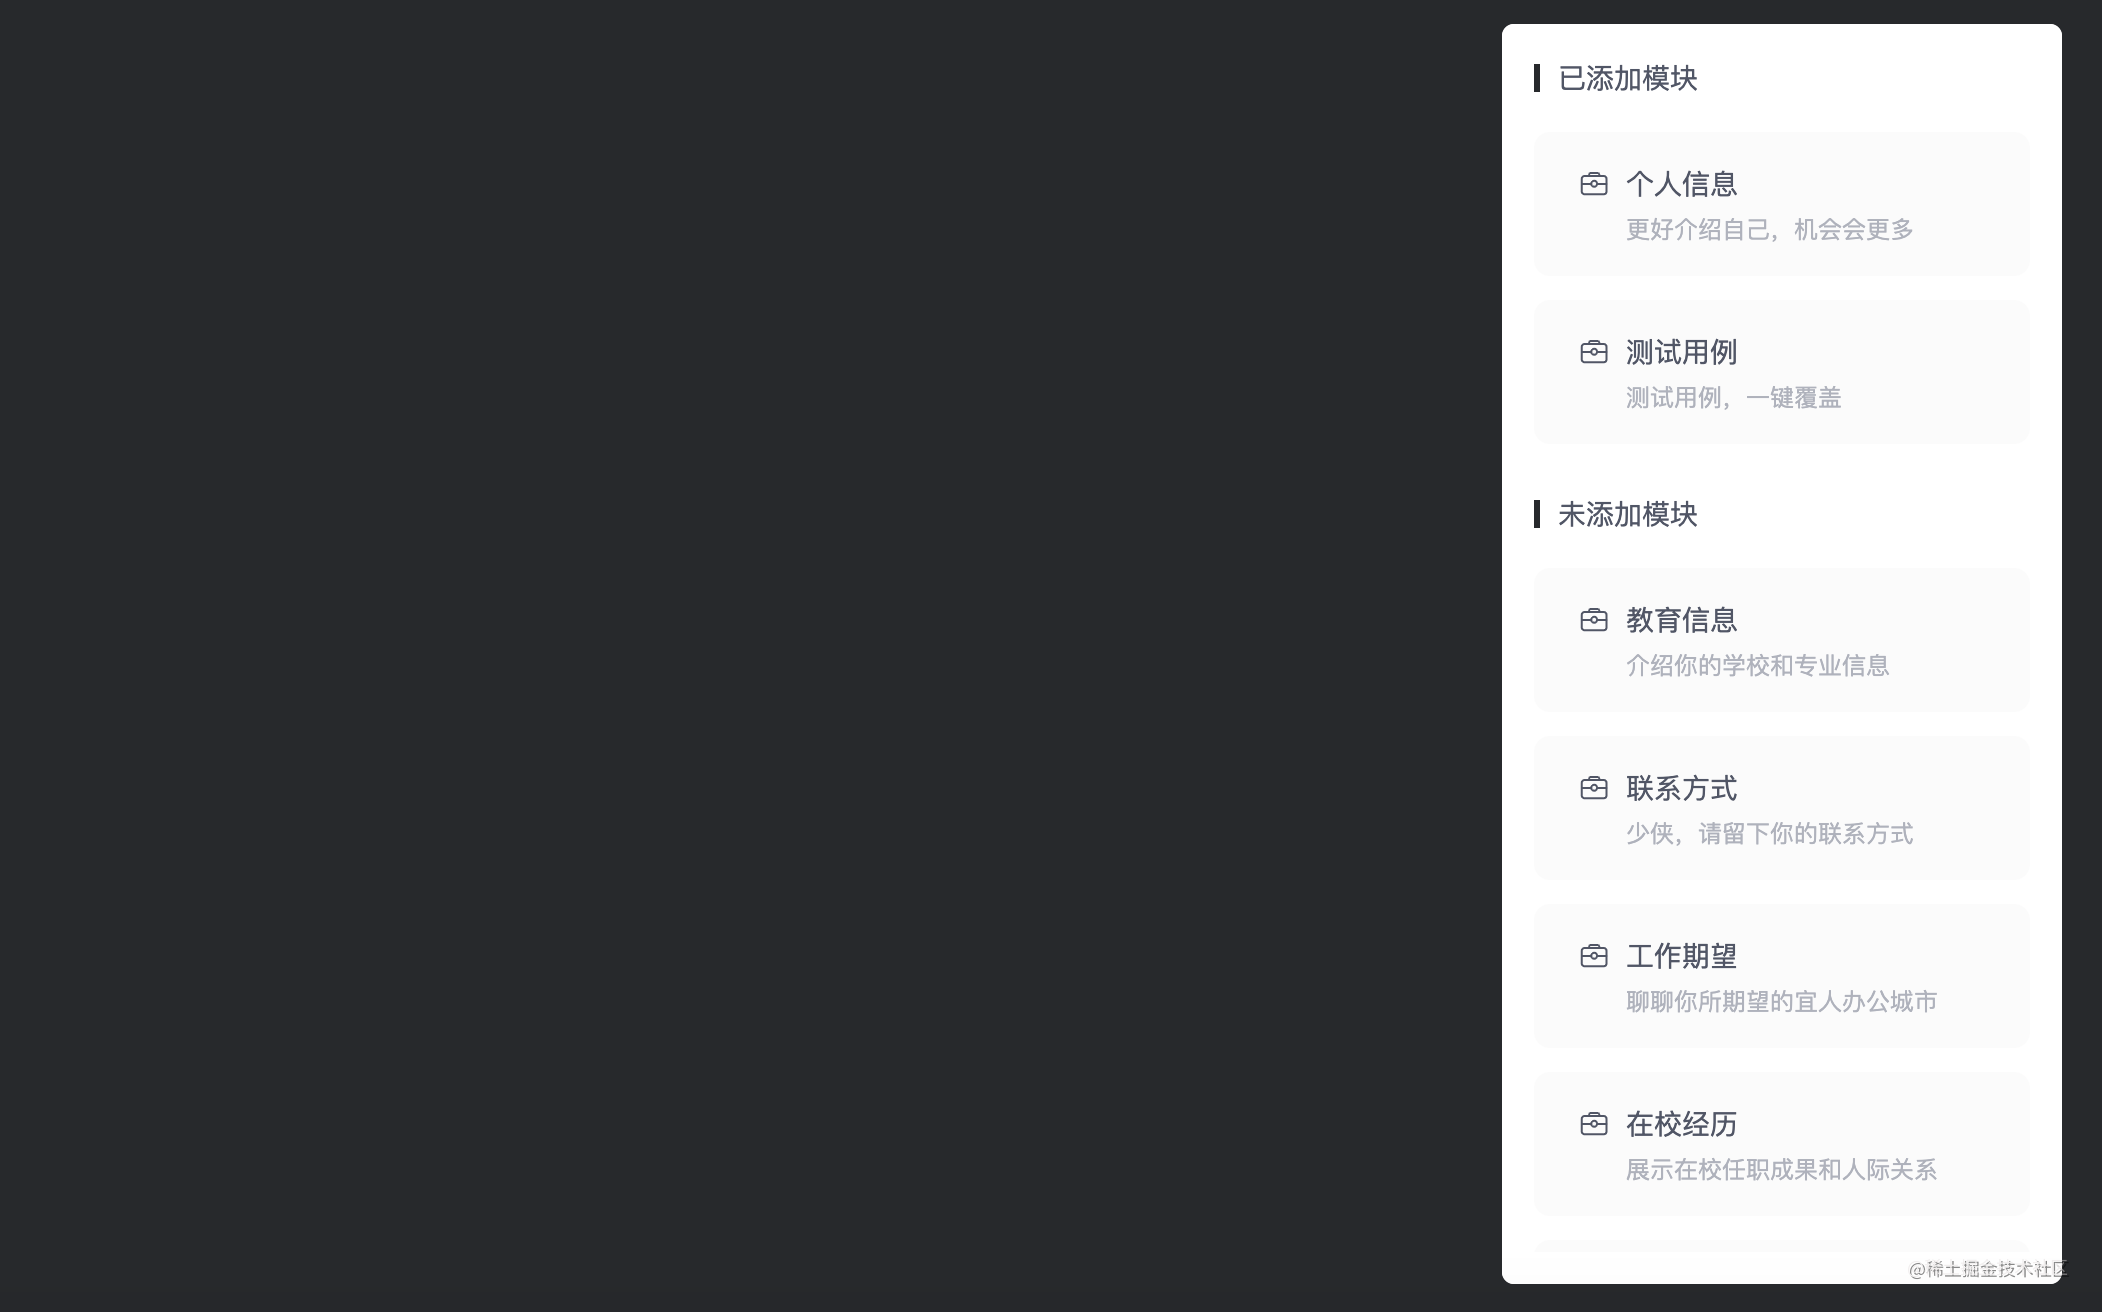 已添加模块
个人信息
更好介绍自己，机会会更多
测试用例
测试用例，一键覆盖
未添加模块
教育信息
介绍你的学校和专业信息
联系方式
少侠，请留下你的联系方式
工作期望
聊聊你所期望的宜人办公城市
在校经历
展示在校任职成果和人际关系
@稀土掘金技术社区